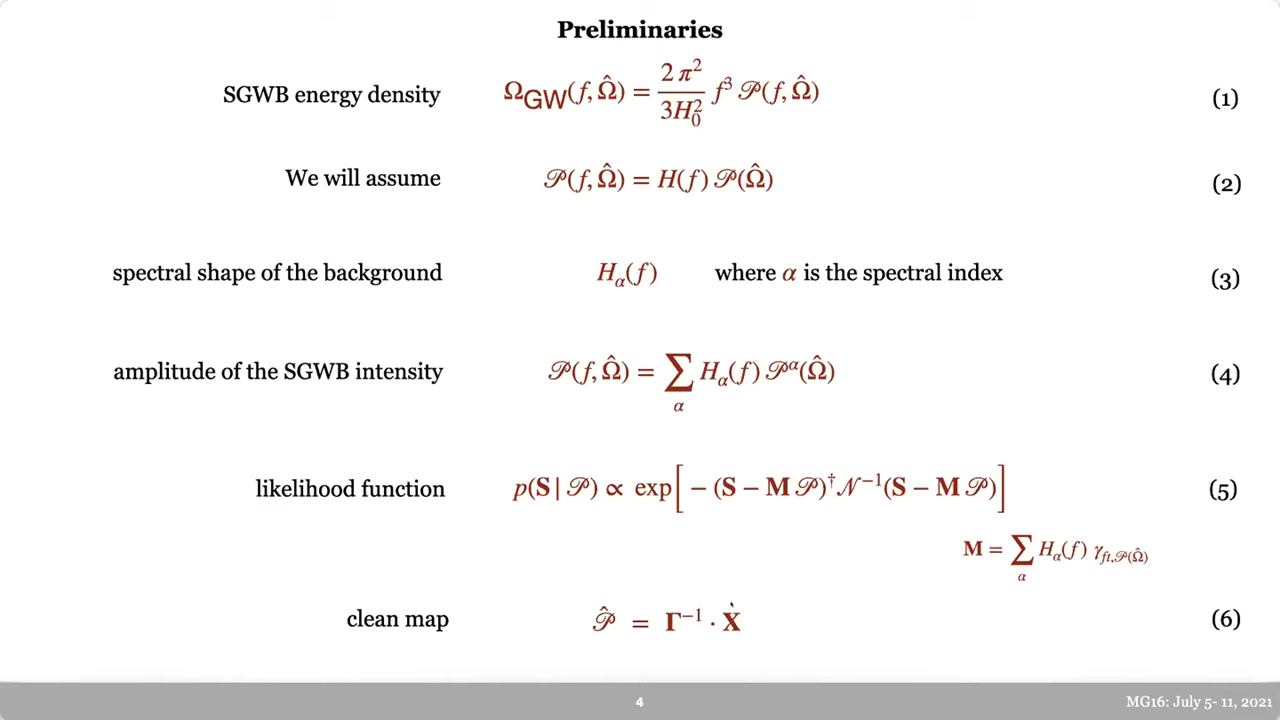 Preliminaries
SGWB energy density Ω_GW(f, Ω̂) = 2 π² / 3H₀² f³ 𝒫(f, Ω̂) (1)
We will assume 𝒫(f, Ω̂) = H(f) 𝒫(Ω̂) (2)
spectral shape of the background H_α(f) where α is the spectral index (3)
amplitude of the SGWB intensity 𝒫(f, Ω̂) = ∑_α H_α(f) 𝒫^α(Ω̂) (4)
likelihood function p(S | 𝒫) ∝ exp[ − (S − M 𝒫)† 𝒩⁻¹ (S − M 𝒫) ] (5)
M = ∑_α H_α(f) γ_{ft,𝒫(Ω̂)}
clean map 𝒫̂ = Γ⁻¹ · X (6)
4
MG16: July 5- 11, 2021